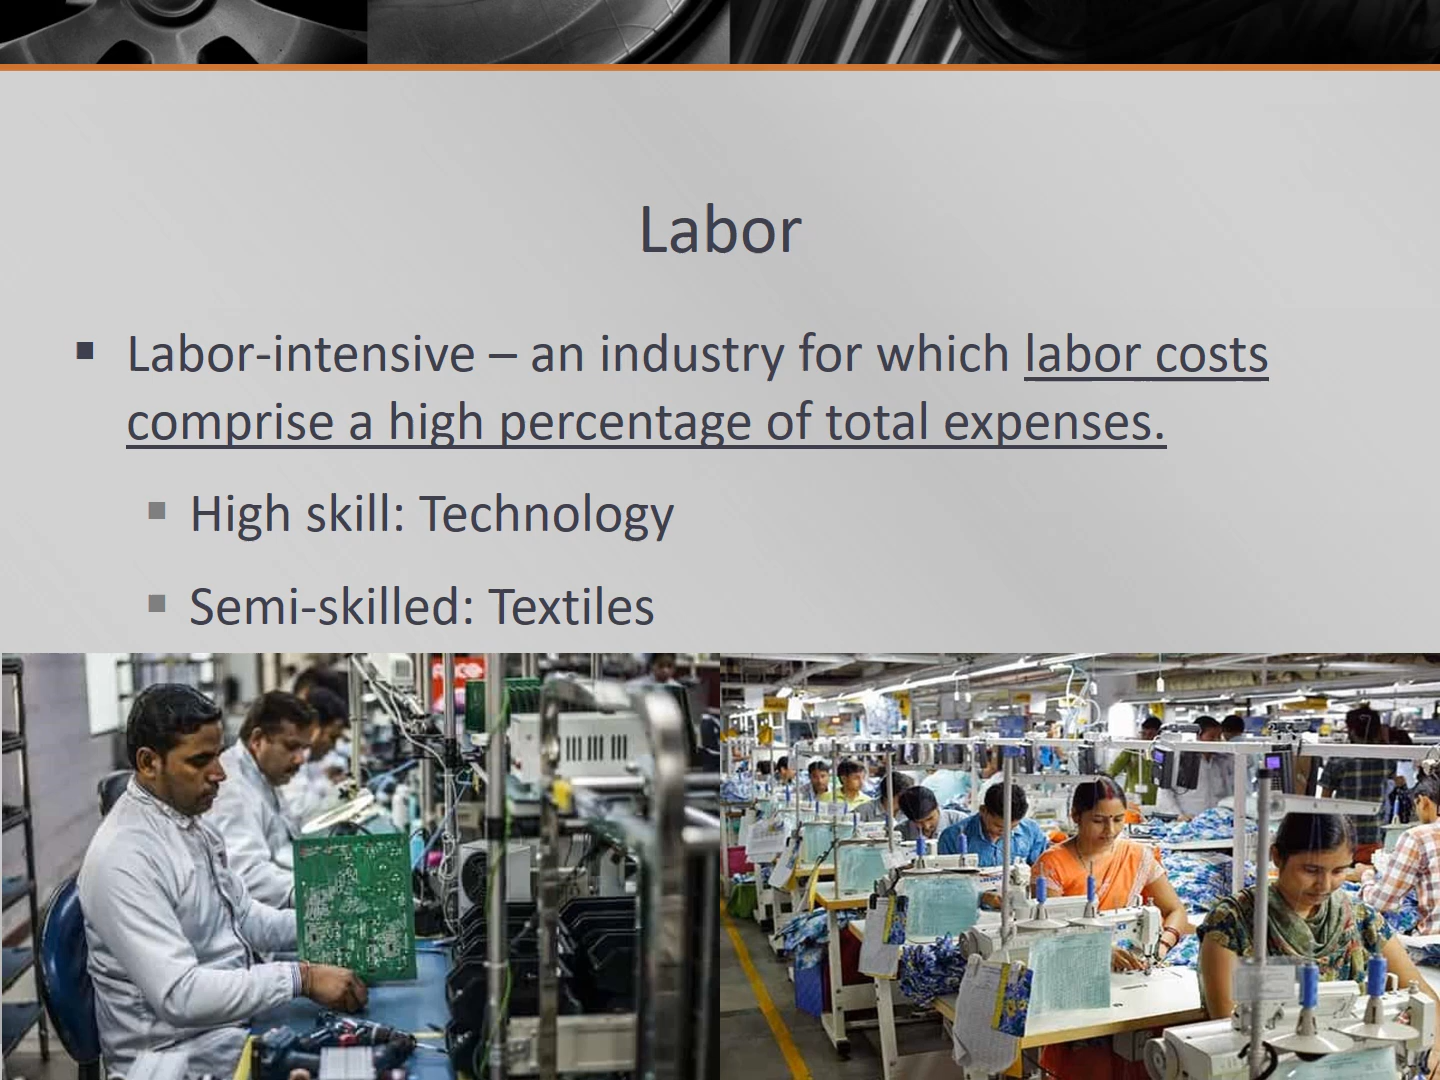 Labor
▪ Labor-intensive – an industry for which labor costs
comprise a high percentage of total expenses.
▪ High skill: Technology
▪ Semi-skilled: Textiles